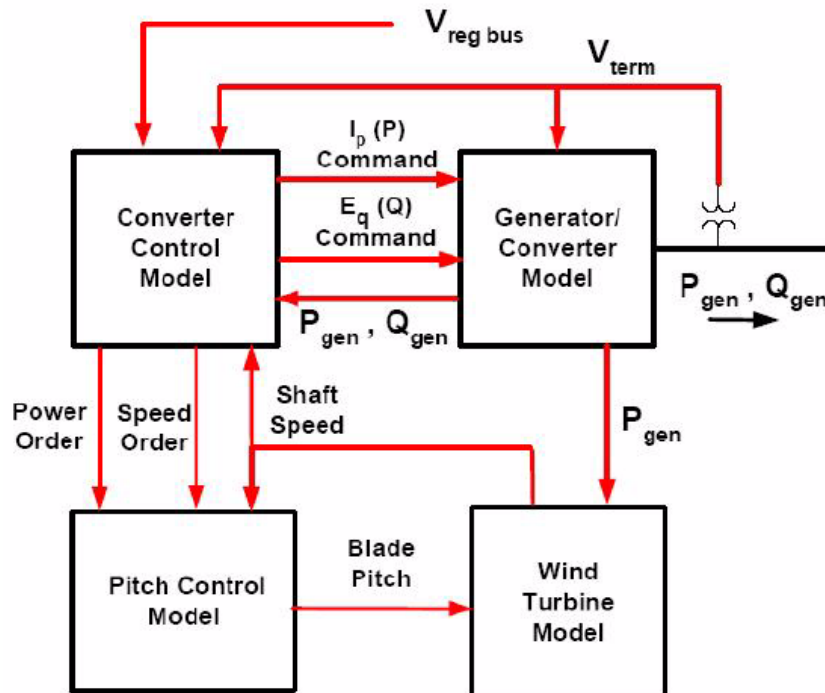 V reg bus
V term
I p (P)
Command
E q (Q)
Command
Converter
Control
Model
Generator/
Converter
Model
P gen , Q gen
P gen , Q gen
Power
Order
Speed
Order
Shaft
Speed
P gen
Pitch Control
Model
Blade
Pitch
Wind
Turbine
Model